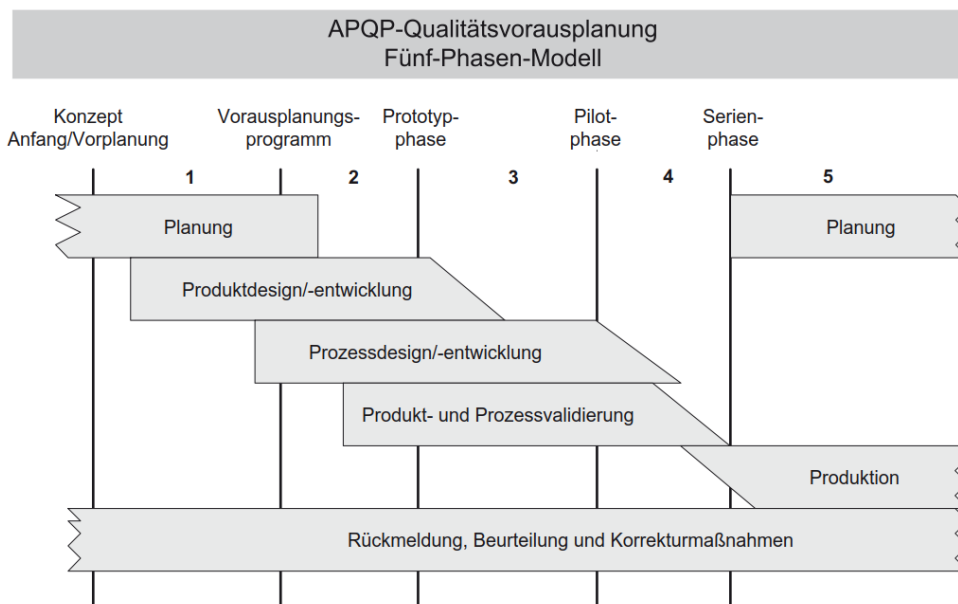 APQP-Qualitätsvorausplanung
Fünf-Phasen-Modell
Konzept
Anfang/Vorplanung
Vorausplanungs-
programm
Prototyp-
phase
Pilot-
phase
Serien-
phase
1
2
3
4
5
Planung
Planung
Produktdesign/-entwicklung
Prozessdesign/-entwicklung
Produkt- und Prozessvalidierung
Produktion
Rückmeldung, Beurteilung und Korrekturmaßnahmen